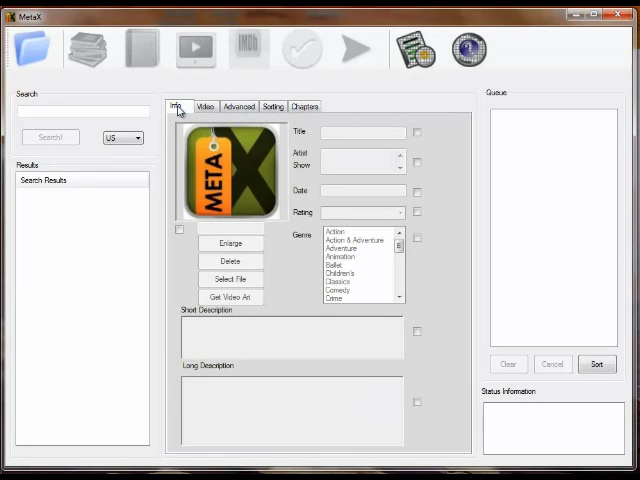 MetaX
IMDb
Search
Search!
US
Results
Search Results
Info
Video
Advanced
Sorting
Chapters
META
X
Title
Artist
Show
Date
Rating
Genre
Action
Action & Adventure
Adventure
Animation
Ballet
Children's
Classics
Comedy
Crime
Enlarge
Delete
Select File
Get Video Art
Short Description
Long Description
Queue
Clear
Cancel
Sort
Status Information